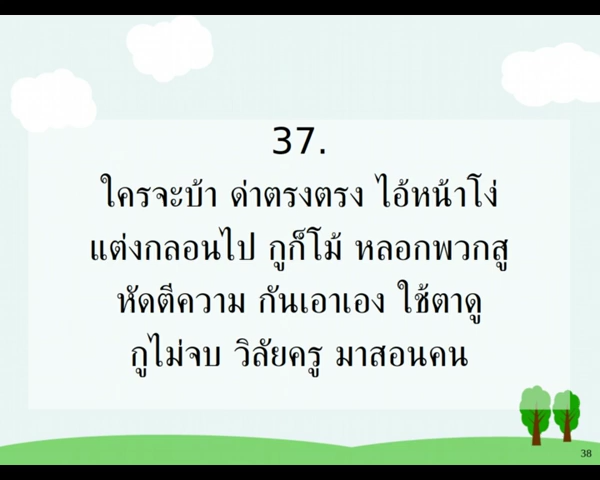 37.
ใครจะบ้า ด่าตรงตรง ไอ้หน้าโง่
แต่งกลอนไป กูก็โม้ หลอกพวกสู
หัดตีความ กันเอาเอง ใช้ตาดู
กูไม่จบ วิลัยครู มาสอนคน
38